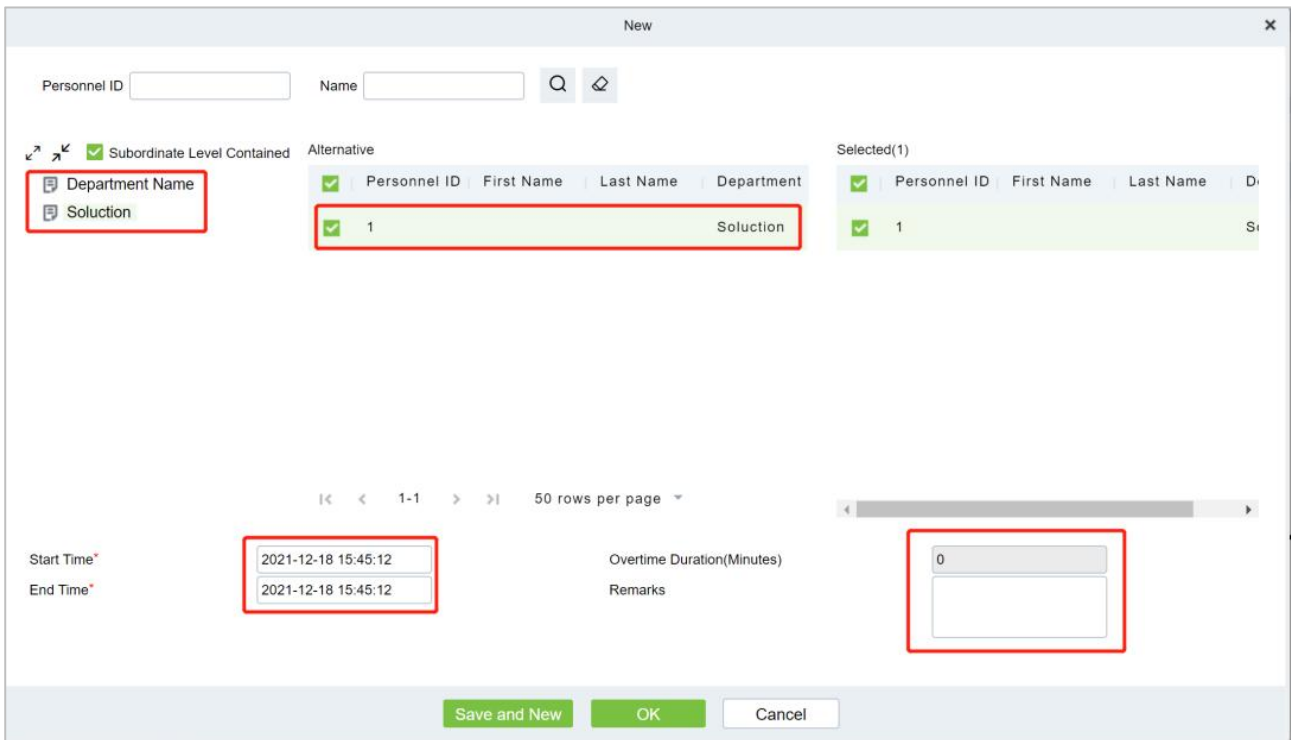 New
Personnel ID Name
Subordinate Level Contained Alternative Selected(1)
Department Name
Soluction
Personnel ID First Name Last Name Department
1 Soluction
Personnel ID First Name Last Name D
1 S
1-1 50 rows per page
Start Time* 2021-12-18 15:45:12 Overtime Duration(Minutes) 0
End Time* 2021-12-18 15:45:12 Remarks
Save and New OK Cancel